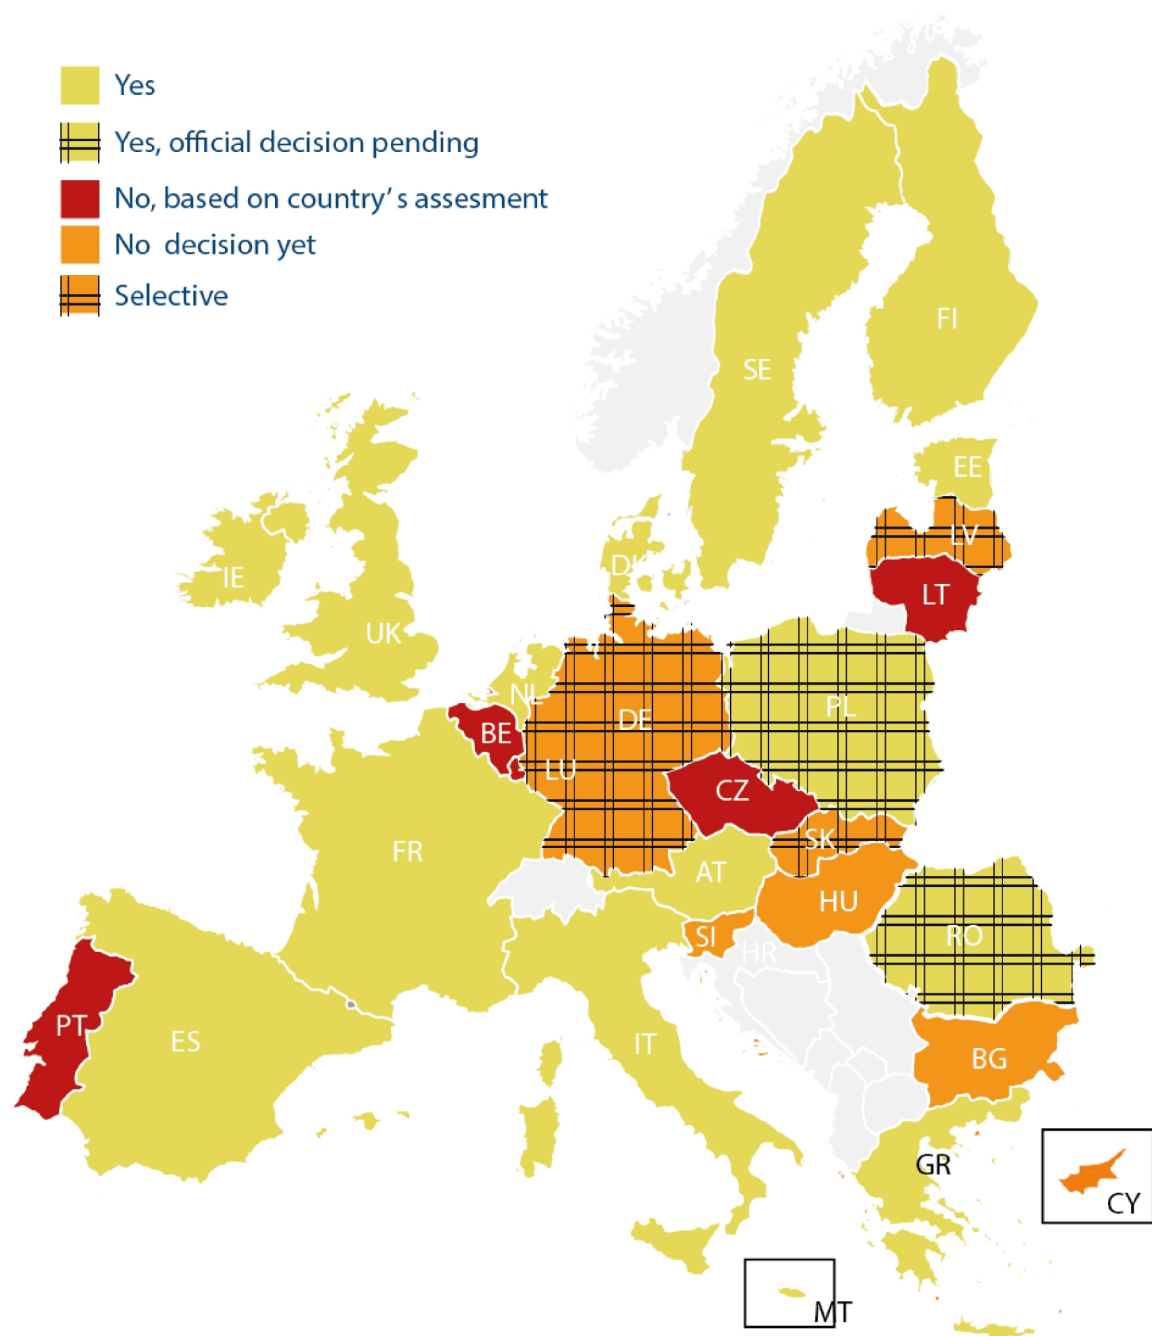 Yes
Yes, official decision pending
No, based on country's assesment
No decision yet
Selective
FI
SE
EE
LV
DK
IE
LT
UK
NL
PL
DE
BE
LU
CZ
SK
FR
AT
HU
SI
RO
HR
PT
ES
IT
BG
GR
CY
MT